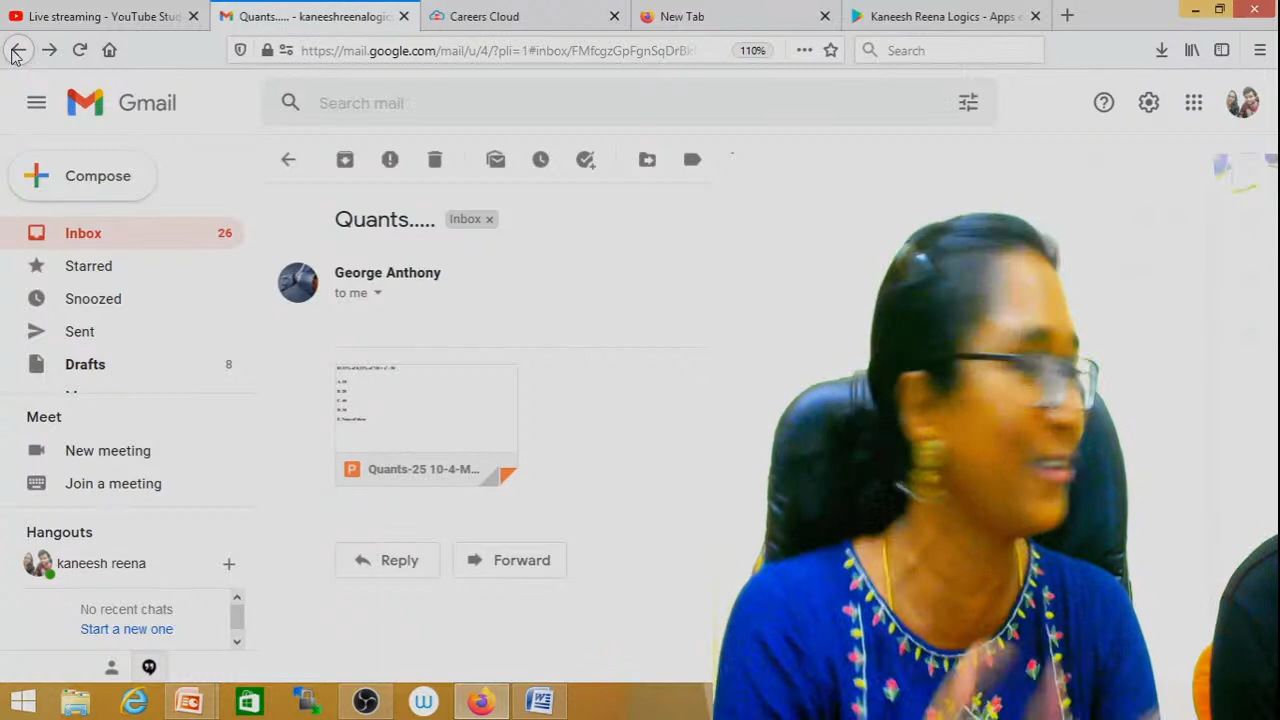 Live streaming - YouTube Stu
Quants..... - kaneeshreenalogic
Careers Cloud
New Tab
Kaneesh Reena Logics - Apps o
https://mail.google.com/mail/u/4/?pli=1#inbox/FMfcgzGpFgnSqDrBk
110%
Search
Gmail
Search mail
Compose
Inbox 26
Starred
Snoozed
Sent
Drafts 8
Meet
New meeting
Join a meeting
Hangouts
kaneesh reena
No recent chats
Start a new one
Quants..... Inbox x
George Anthony
to me
P Quants-25 10-4-M...
Reply
Forward